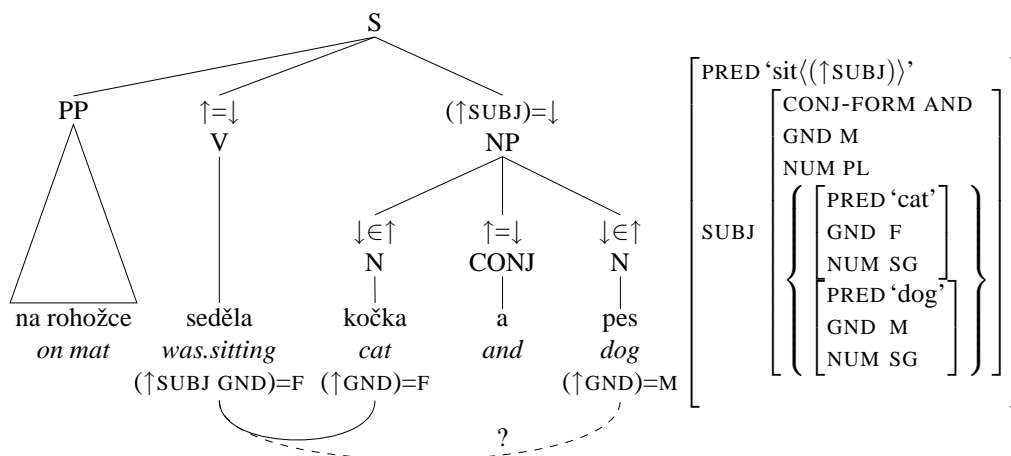 S
PP ↑=↓ (↑SUBJ)=↓
V NP
↓∈↑ ↑=↓ ↓∈↑
N CONJ N
na rohožce seděla kočka a pes
on mat was.sitting cat and dog
(↑SUBJ GND)=F (↑GND)=F (↑GND)=M
?
PRED ‘sit⟨(↑SUBJ)⟩’
CONJ-FORM AND
GND M
NUM PL
SUBJ
PRED ‘cat’
GND F
NUM SG
PRED ‘dog’
GND M
NUM SG